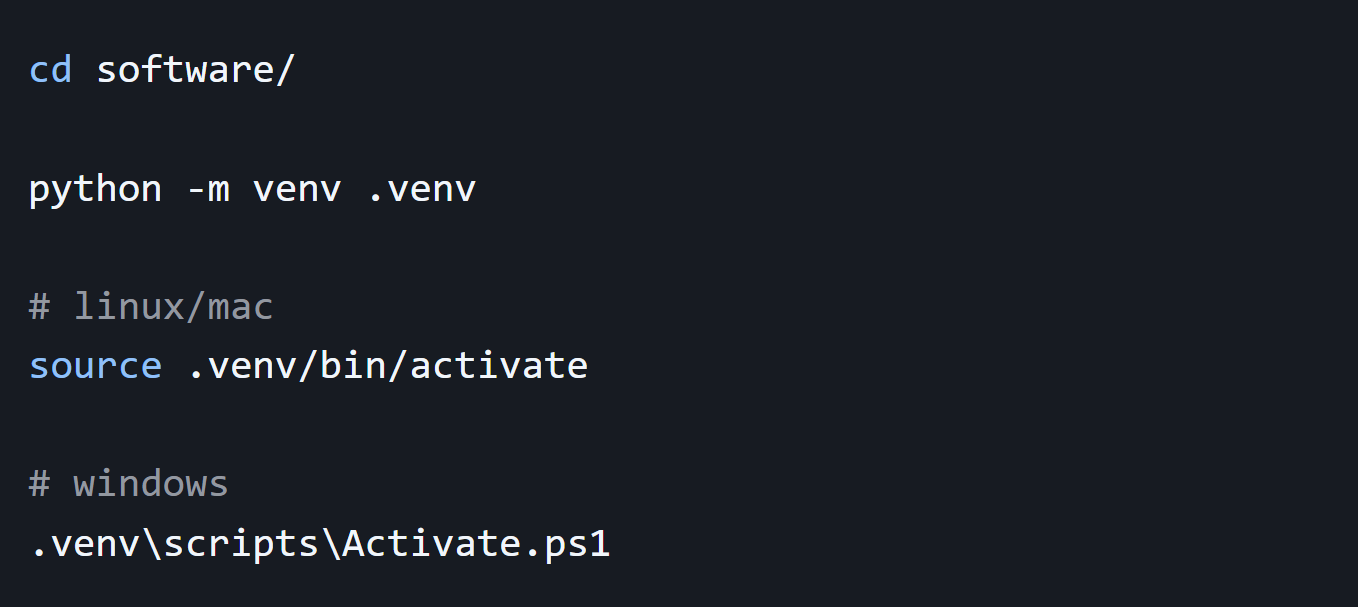 cd software/
python -m venv .venv
# linux/mac
source .venv/bin/activate
# windows
.venv\scripts\Activate.ps1